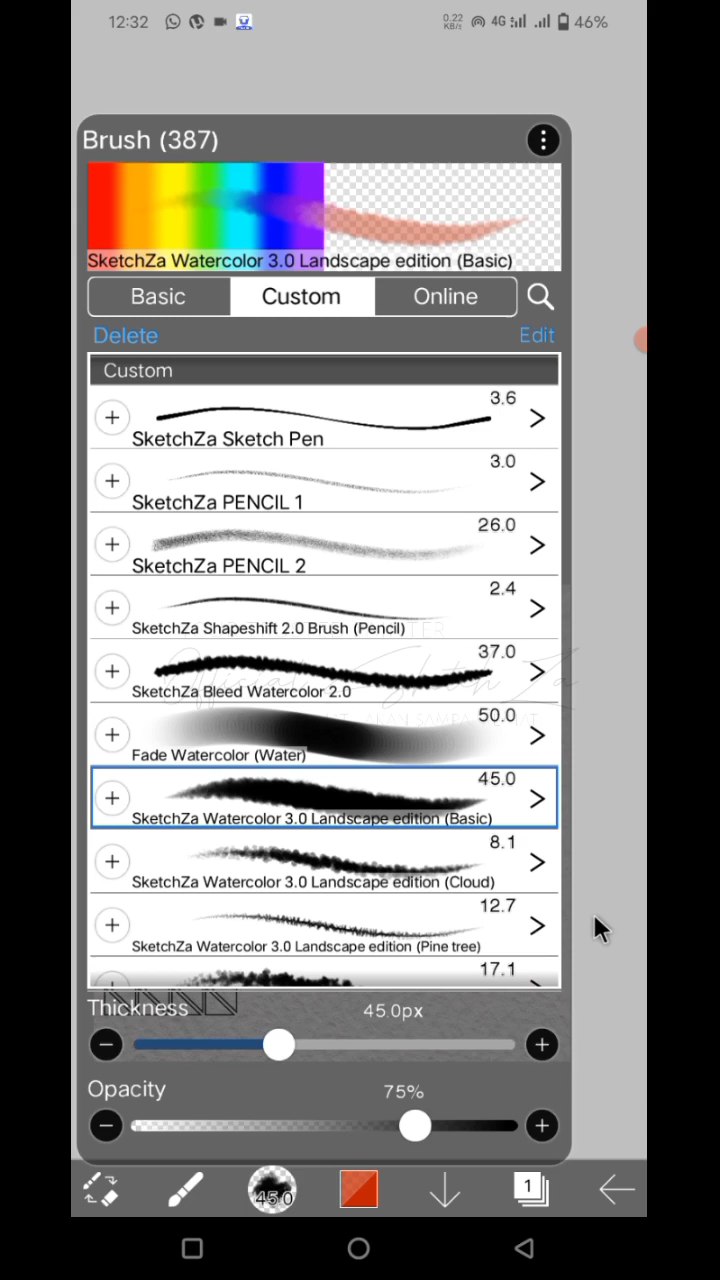 12:32
0.22 KB/s 4G 46%
Brush (387)
SketchZa Watercolor 3.0 Landscape edition (Basic)
Basic Custom Online
Delete Edit
Custom
3.6
SketchZa Sketch Pen
3.0
SketchZa PENCIL 1
26.0
SketchZa PENCIL 2
2.4
SketchZa Shapeshift 2.0 Brush (Pencil)
37.0
SketchZa Bleed Watercolor 2.0
50.0
Fade Watercolor (Water)
45.0
SketchZa Watercolor 3.0 Landscape edition (Basic)
8.1
SketchZa Watercolor 3.0 Landscape edition (Cloud)
12.7
SketchZa Watercolor 3.0 Landscape edition (Pine tree)
17.1
Thickness 45.0px
Opacity 75%
45.0 1